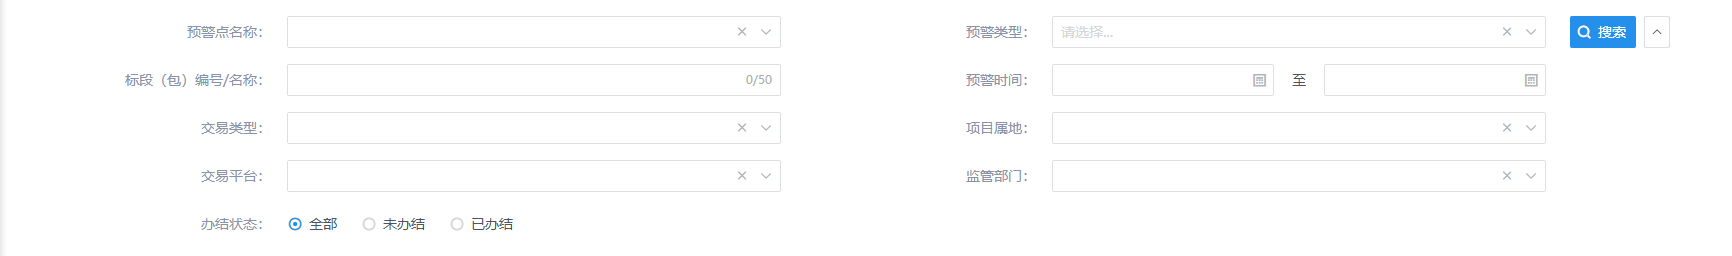 预警点名称： 预警类型： 请选择... 搜索
标段（包）编号/名称： 0/50 预警时间： 至
交易类型： 项目属地：
交易平台： 监管部门：
办结状态： 全部 未办结 已办结